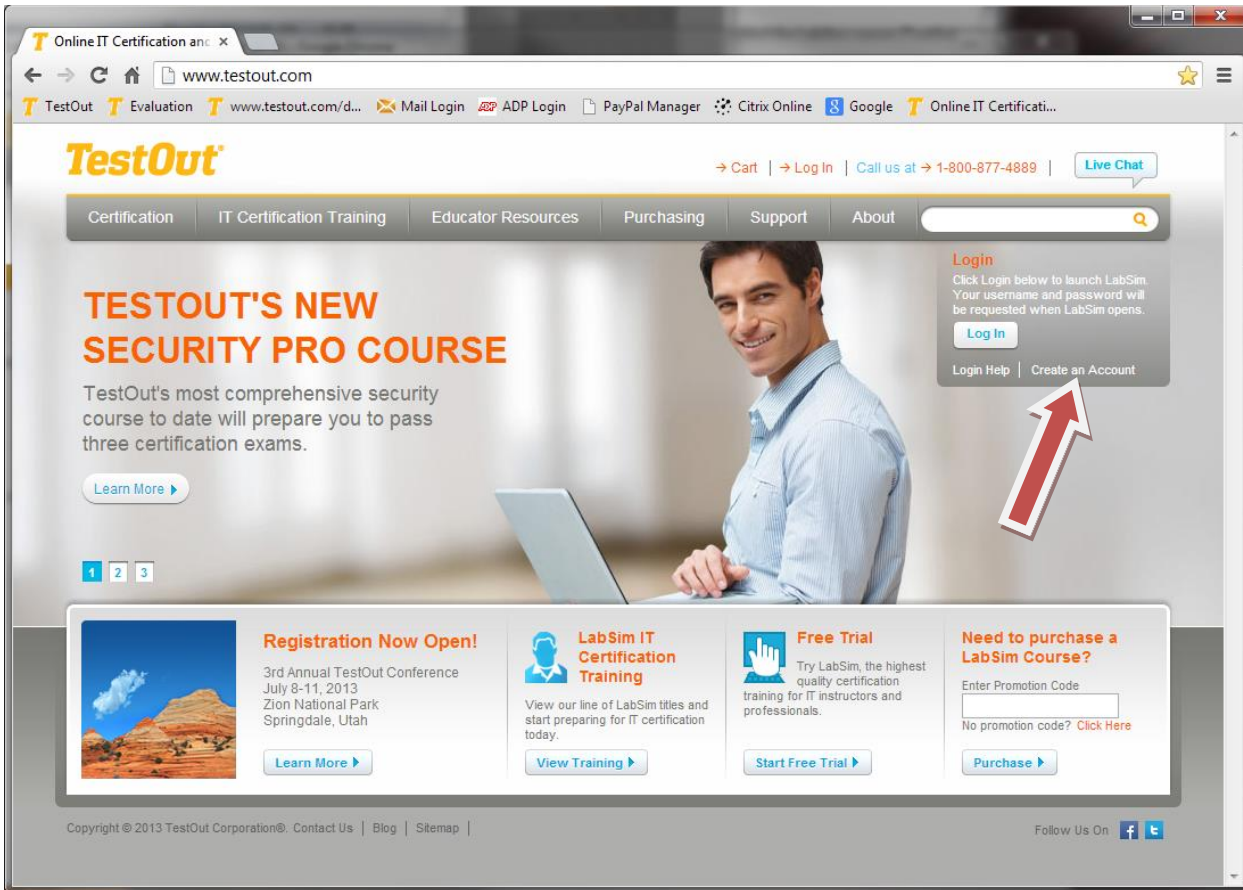 Online IT Certification anc
www.testout.com
TestOut
Evaluation
www.testout.com/d...
Mail Login
ADP Login
PayPal Manager
Citrix Online
Google
Online IT Certificati...
TestOut
→ Cart | → Log In | Call us at → 1-800-877-4889 |
Live Chat
Certification
IT Certification Training
Educator Resources
Purchasing
Support
About
TESTOUT'S NEW
SECURITY PRO COURSE
TestOut's most comprehensive security
course to date will prepare you to pass
three certification exams.
Learn More
1 2 3
Login
Click Login below to launch LabSim.
Your username and password will
be requested when LabSim opens.
Log In
Login Help | Create an Account
Registration Now Open!
3rd Annual TestOut Conference
July 8-11, 2013
Zion National Park
Springdale, Utah
Learn More
LabSim IT
Certification
Training
View our line of LabSim titles and
start preparing for IT certification
today.
View Training
Free Trial
Try LabSim, the highest
quality certification
training for IT instructors and
professionals.
Start Free Trial
Need to purchase a
LabSim Course?
Enter Promotion Code
No promotion code? Click Here
Purchase
Copyright © 2013 TestOut Corporation®. Contact Us | Blog | Sitemap |
Follow Us On